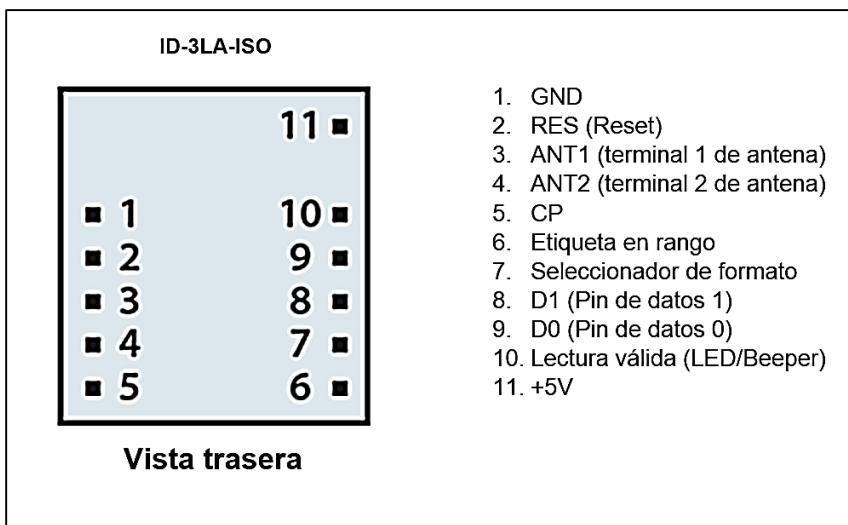 ID-3LA-ISO
11
1 10
2 9
3 8
4 7
5 6
Vista trasera
1. GND
2. RES (Reset)
3. ANT1 (terminal 1 de antena)
4. ANT2 (terminal 2 de antena)
5. CP
6. Etiqueta en rango
7. Seleccionador de formato
8. D1 (Pin de datos 1)
9. D0 (Pin de datos 0)
10. Lectura válida (LED/Beeper)
11. +5V